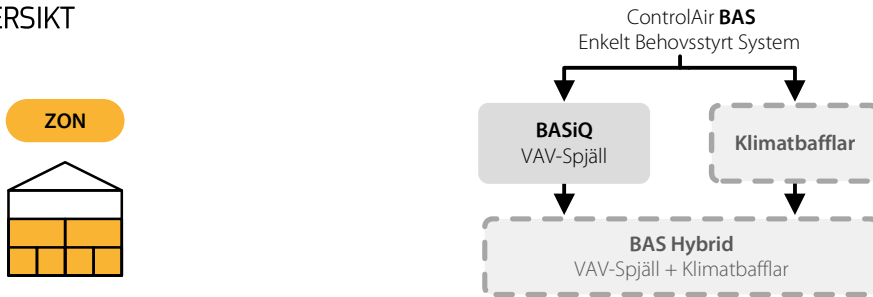 ERSIKT
ControlAir BAS
Enkelt Behovsstyrt System
ZON
BASiQ
VAV-Spjäll
Klimatbafflar
BAS Hybrid
VAV-Spjäll + Klimatbafflar